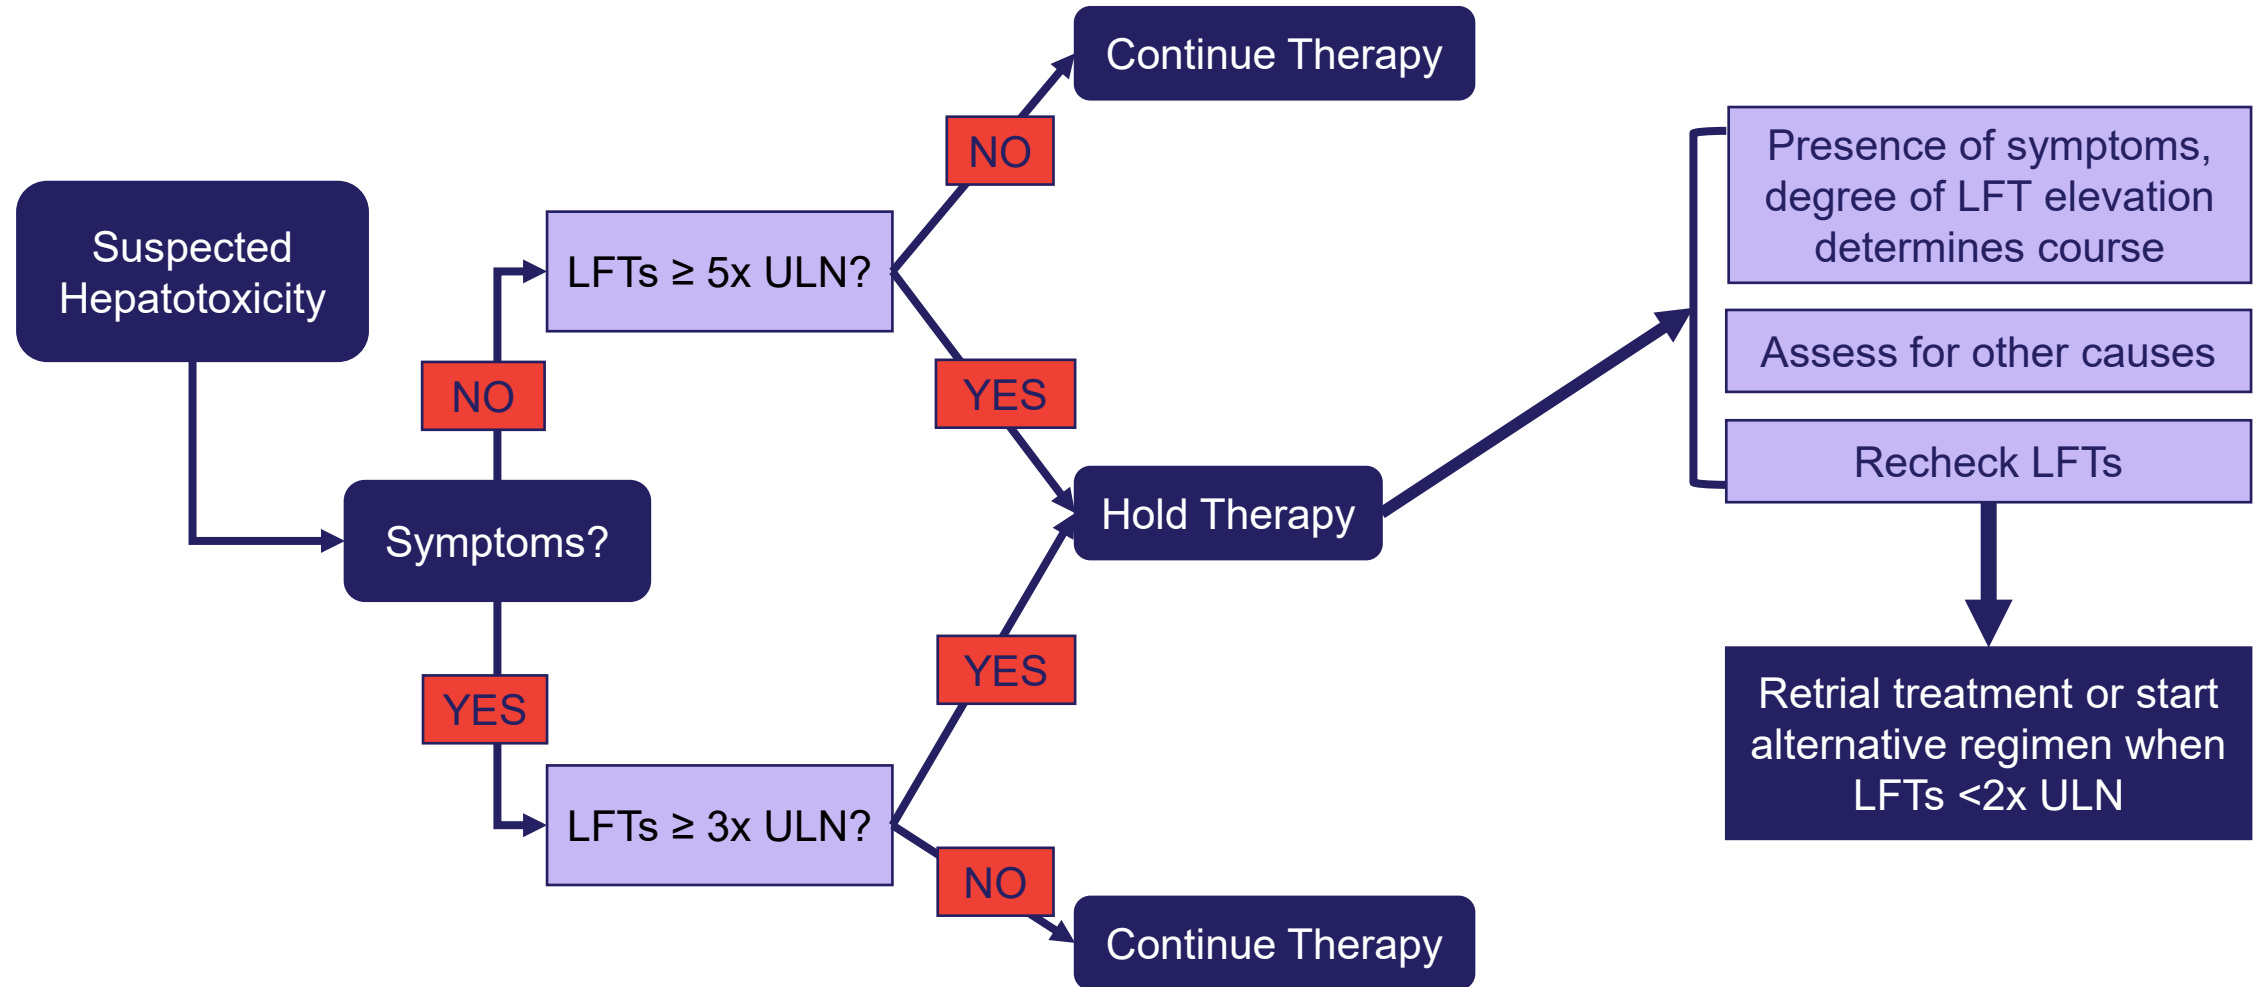 Suspected
Hepatotoxicity
Symptoms?
NO
LFTs ≥ 5x ULN?
NO
Continue Therapy
YES
Hold Therapy
YES
LFTs ≥ 3x ULN?
YES
NO
Continue Therapy
Presence of symptoms,
degree of LFT elevation
determines course
Assess for other causes
Recheck LFTs
Retrial treatment or start
alternative regimen when
LFTs <2x ULN